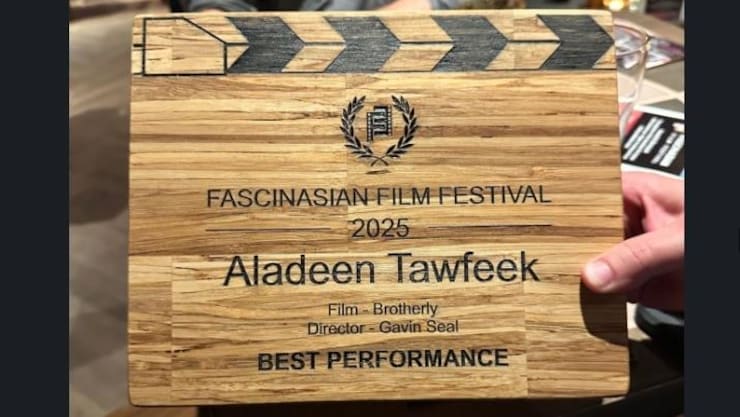 FASCINASIAN FILM FESTIVAL
2025
Aladeen Tawfeek
Film - Brotherly
Director - Gavin Seal
BEST PERFORMANCE